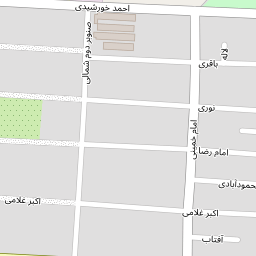 احمد خورشیدی
صنوبر دوم شمالی
لاله
باقری
نوری
امام خمینی
امام رضا
محمودآبادی
اکبر غلامی
اکبر غلامی
آفتاب